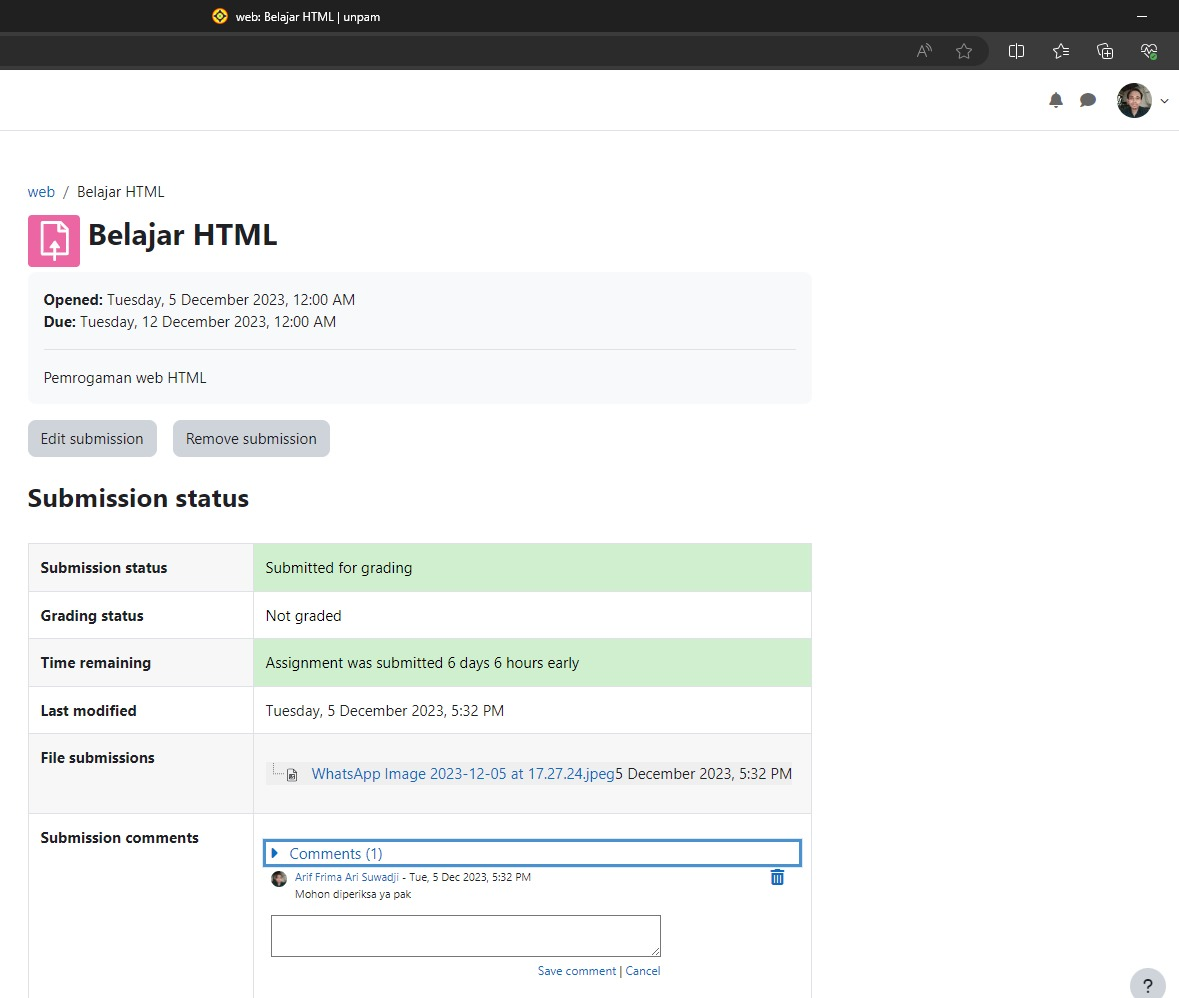 web: Belajar HTML | unpam
web / Belajar HTML
Belajar HTML
Opened: Tuesday, 5 December 2023, 12:00 AM
Due: Tuesday, 12 December 2023, 12:00 AM
Pemrogaman web HTML
Edit submission Remove submission
Submission status
Submission status Submitted for grading
Grading status Not graded
Time remaining Assignment was submitted 6 days 6 hours early
Last modified Tuesday, 5 December 2023, 5:32 PM
File submissions WhatsApp Image 2023-12-05 at 17.27.24.jpeg5 December 2023, 5:32 PM
Submission comments Comments (1)
Arif Frima Ari Suwadji - Tue, 5 Dec 2023, 5:32 PM
Mohon diperiksa ya pak
Save comment | Cancel
?